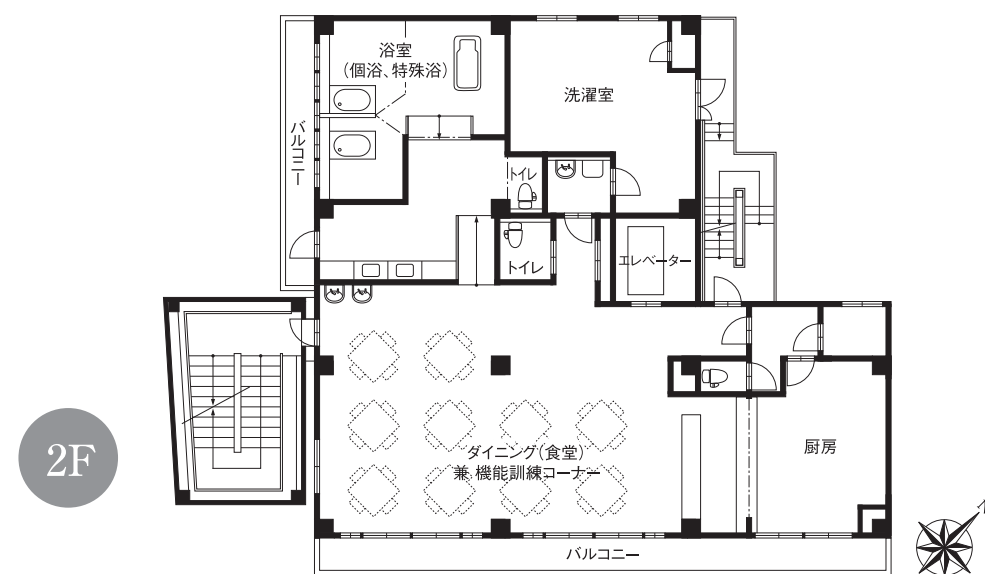 浴室
（個浴、特殊浴）
洗濯室
バルコニー
トイレ
トイレ
エレベーター
2F
ダイニング（食堂）
兼 機能訓練コーナー
厨房
バルコニー